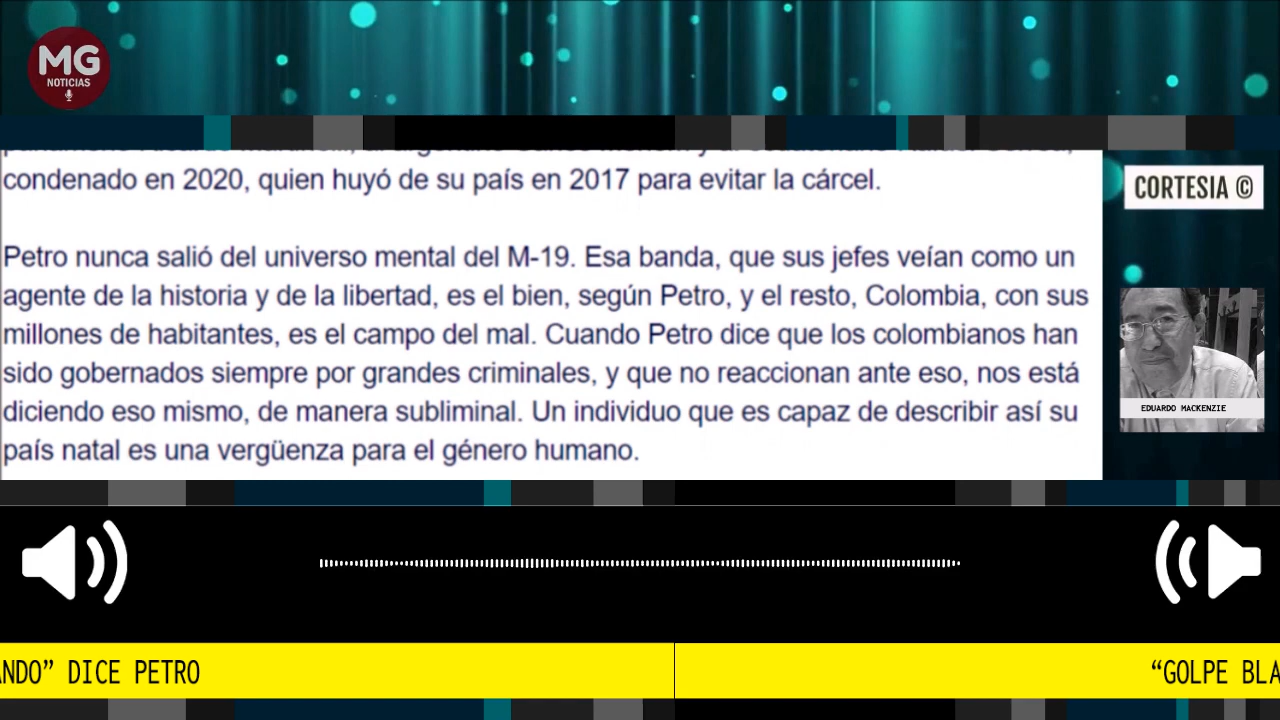 MG
NOTICIAS
condenado en 2020, quien huyó de su país en 2017 para evitar la cárcel.
CORTESIA ©
Petro nunca salió del universo mental del M-19. Esa banda, que sus jefes veían como un
agente de la historia y de la libertad, es el bien, según Petro, y el resto, Colombia, con sus
millones de habitantes, es el campo del mal. Cuando Petro dice que los colombianos han
sido gobernados siempre por grandes criminales, y que no reaccionan ante eso, nos está
diciendo eso mismo, de manera subliminal. Un individuo que es capaz de describir así su
país natal es una vergüenza para el género humano.
EDUARDO MACKENZIE
ANDO” DICE PETRO
“GOLPE BLA